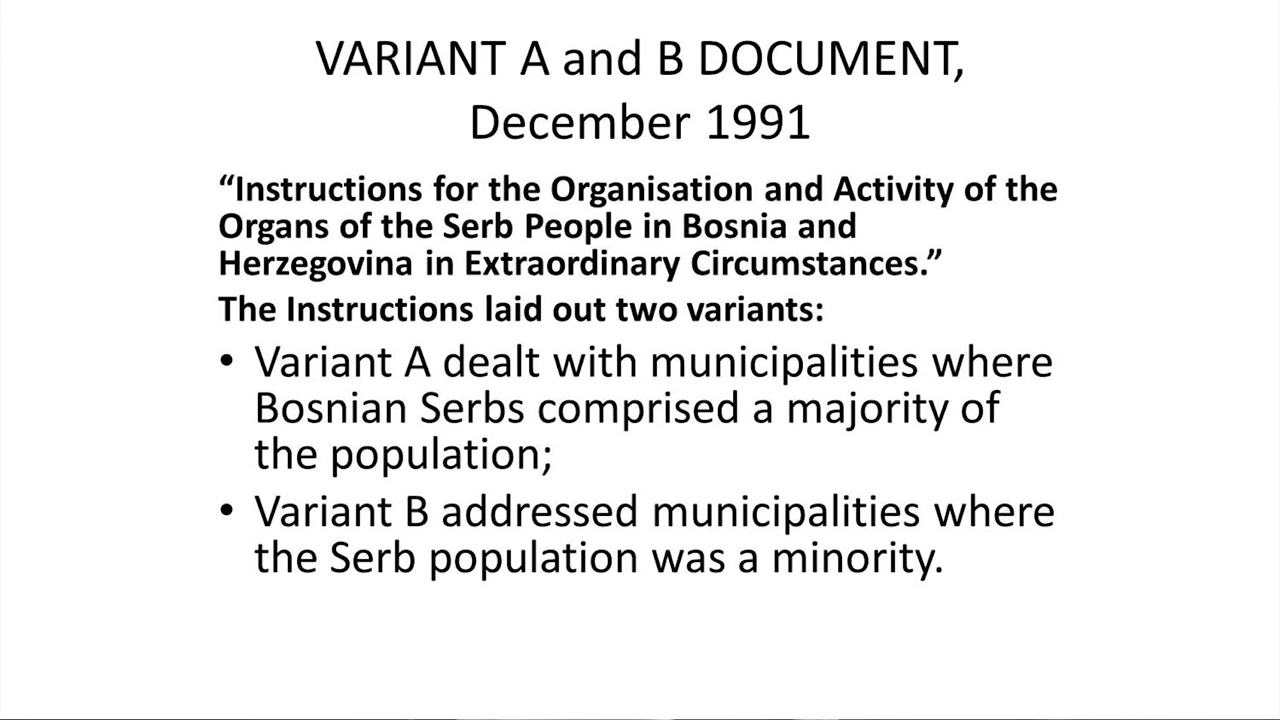 VARIANT A and B DOCUMENT,
December 1991
“Instructions for the Organisation and Activity of the
Organs of the Serb People in Bosnia and
Herzegovina in Extraordinary Circumstances.”
The Instructions laid out two variants:
• Variant A dealt with municipalities where
Bosnian Serbs comprised a majority of
the population;
• Variant B addressed municipalities where
the Serb population was a minority.